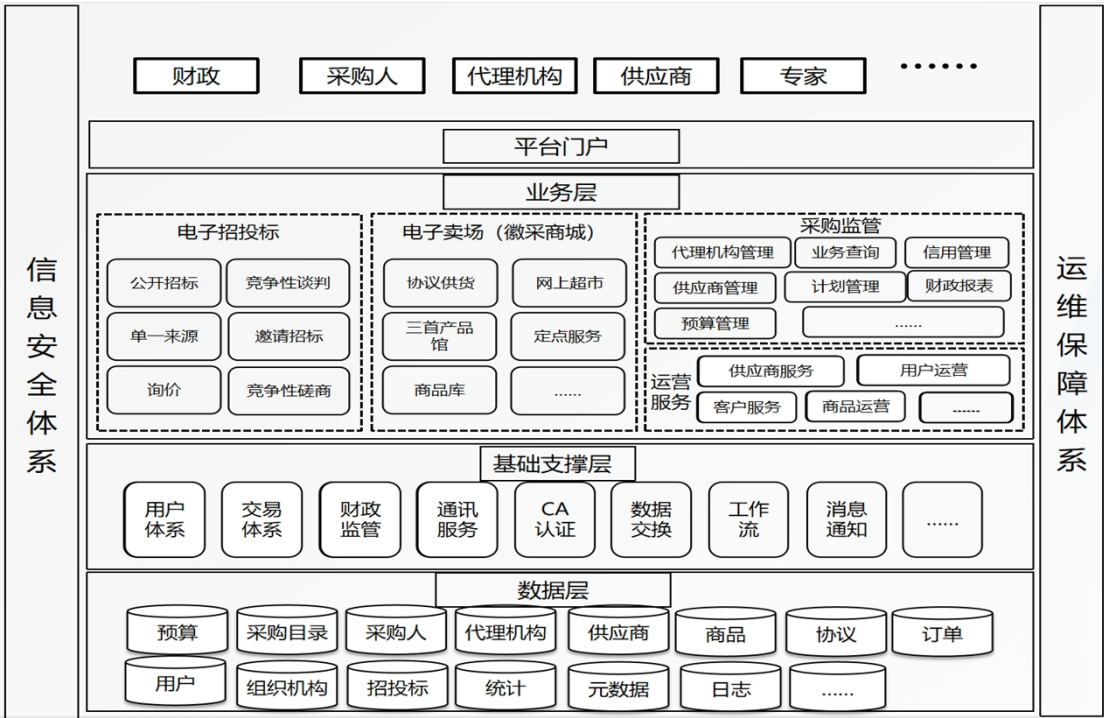 信息安全体系
财政
采购人
代理机构
供应商
专家
......
平台门户
业务层
电子招投标
公开招标
竞争性谈判
单一来源
邀请招标
询价
竞争性磋商
电子卖场（徽采商城）
协议供货
网上超市
三首产品
馆
定点服务
商品库
......
采购监管
代理机构管理
业务查询
信用管理
供应商管理
计划管理
财政报表
预算管理
......
运营
服务
供应商服务
用户运营
客户服务
商品运营
......
基础支撑层
用户
体系
交易
体系
财政
监管
通讯
服务
CA
认证
数据
交换
工作
流
消息
通知
......
数据层
预算
采购目录
采购人
代理机构
供应商
商品
协议
订单
用户
组织机构
招投标
统计
元数据
日志
......
运维保障体系